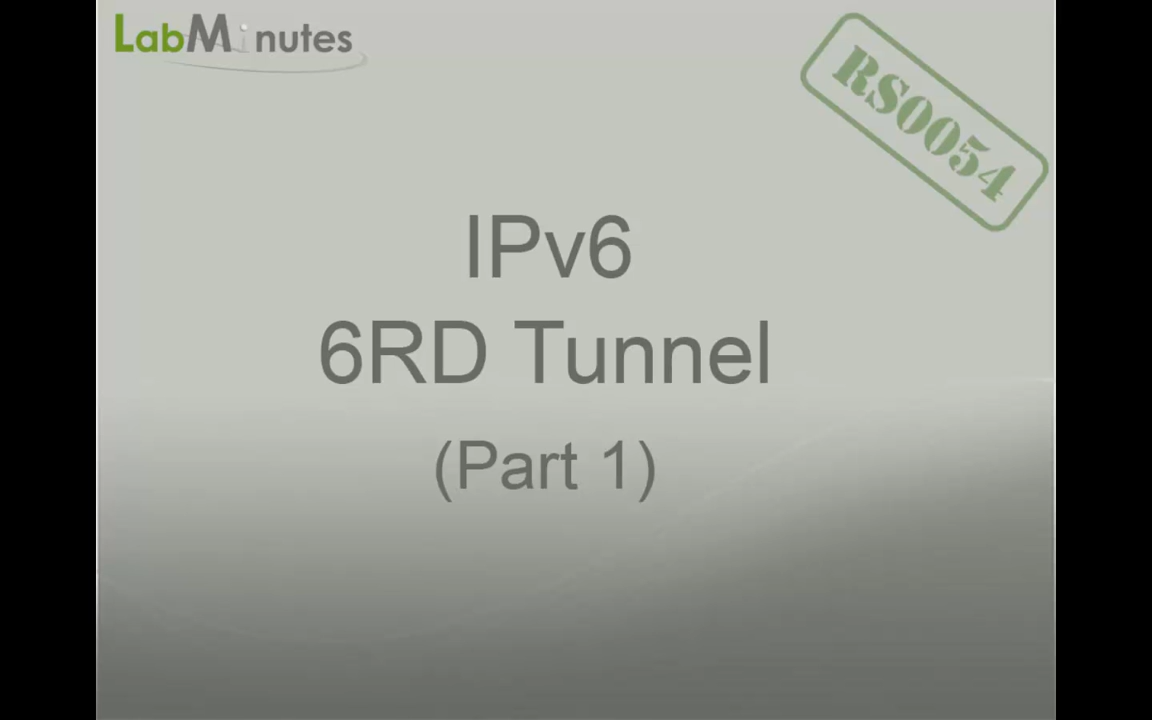 LabMinutes
RS0054
IPv6
6RD Tunnel
(Part 1)